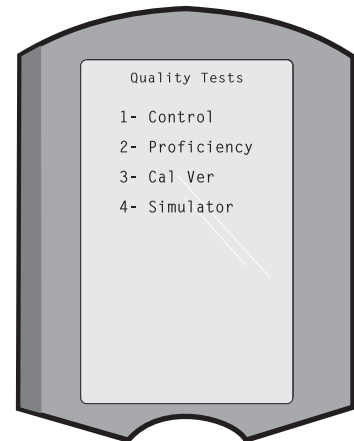 Quality Tests
1- Control
2- Proficiency
3- Cal Ver
4- Simulator